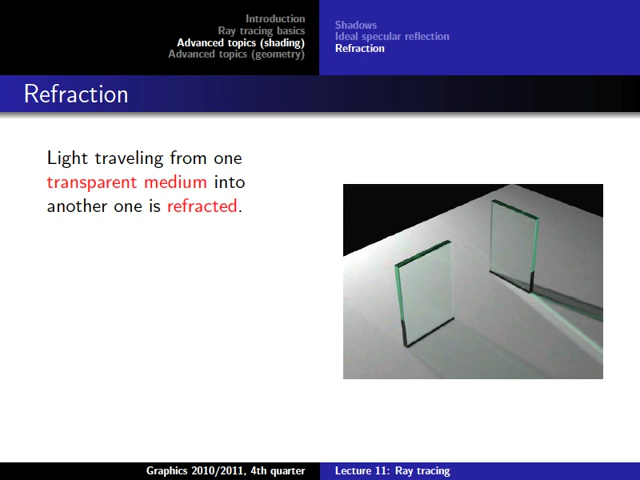 Introduction
Ray tracing basics
Advanced topics (shading)
Advanced topics (geometry)
Shadows
Ideal specular reflection
Refraction
Refraction
Light traveling from one
transparent medium into
another one is refracted.
Graphics 2010/2011, 4th quarter
Lecture 11: Ray tracing